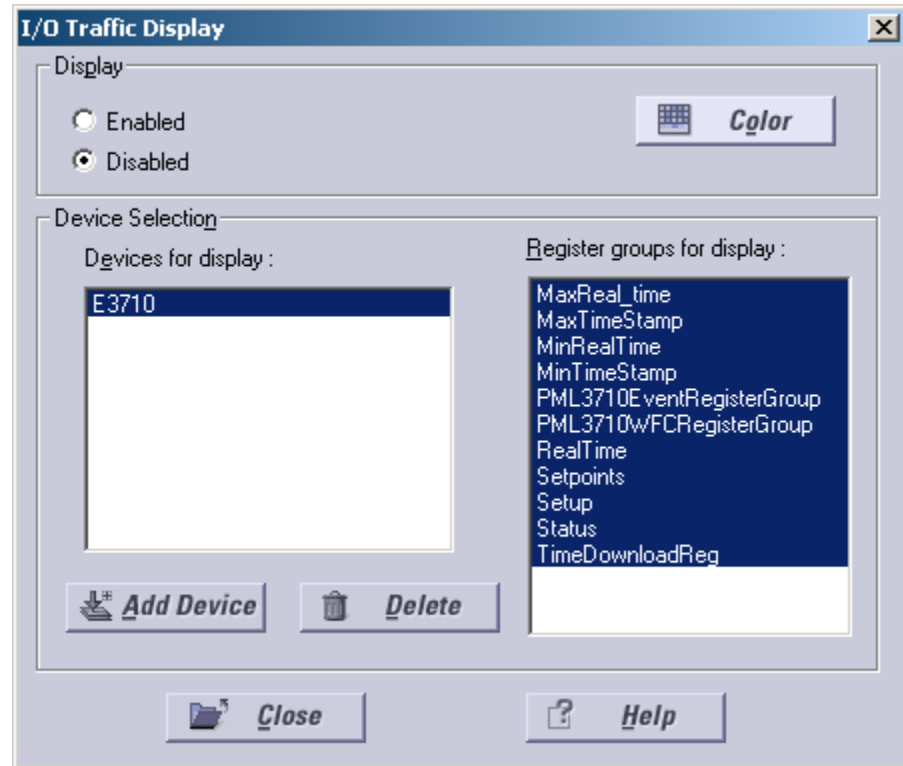 I/O Traffic Display
Display
Enabled
Disabled
Color
Device Selection
Devices for display :
E3710
Register groups for display :
MaxReal_time
MaxTimeStamp
MinRealTime
MinTimeStamp
PML3710EventRegisterGroup
PML3710WFCRegisterGroup
RealTime
Setpoints
Setup
Status
TimeDownloadReg
Add Device
Delete
Close
Help